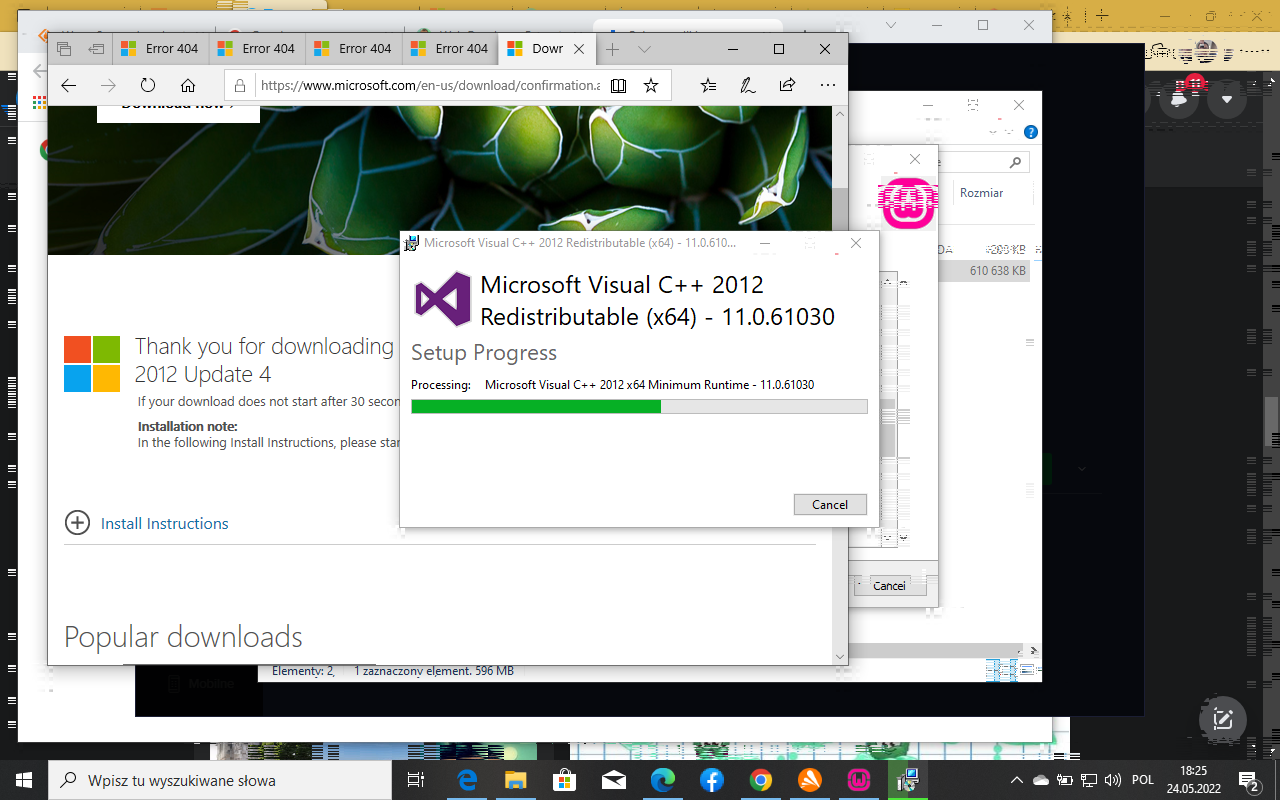 Error 404
Error 404
Error 404
Error 404
Dowr
https://www.microsoft.com/en-us/download/confirmation.a
Rozmiar
610 638 KB
Microsoft Visual C++ 2012 Redistributable (x64) - 11.0.610...
Microsoft Visual C++ 2012
Redistributable (x64) - 11.0.61030
Setup Progress
Processing: Microsoft Visual C++ 2012 x64 Minimum Runtime - 11.0.61030
Cancel
Thank you for downloading
2012 Update 4
If your download does not start after 30 secon
Installation note:
In the following Install Instructions, please star
Install Instructions
Cancel
Popular downloads
Elementy: 2, 1 zaznaczony element. 596 MB
Wpisz tu wyszukiwane słowa
POL
18:25
24.05.2022
2